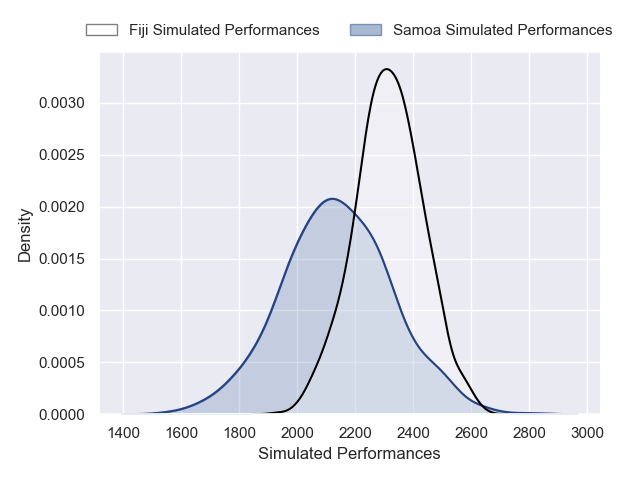 Fiji Simulated Performances
Samoa Simulated Performances
0.0030
0.0025
0.0020
0.0015
0.0010
0.0005
0.0000
Density
1400 1600 1800 2000 2200 2400 2600 2800 3000
Simulated Performances